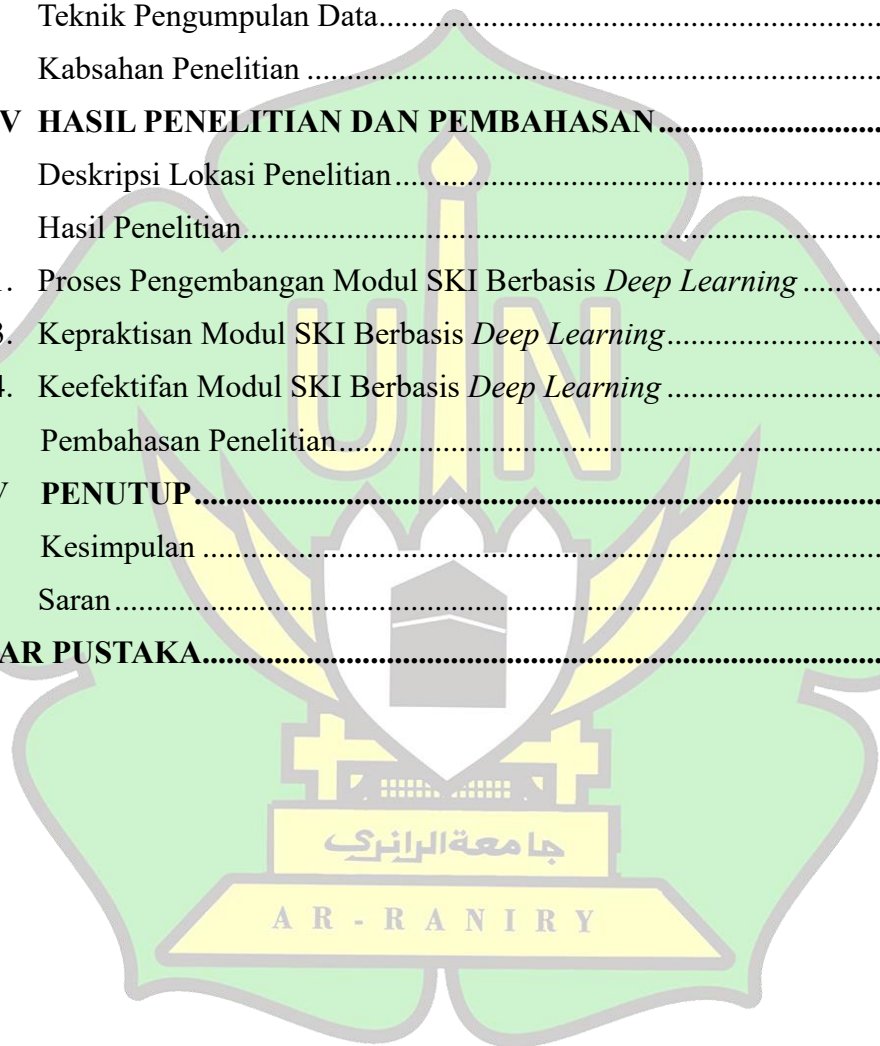 Teknik Pengumpulan Data..................................................
Kabsahan Penelitian ..................................................
V HASIL PENELITIAN DAN PEMBAHASAN..............................
Deskripsi Lokasi Penelitian..................................................
Hasil Penelitian..................................................
. Proses Pengembangan Modul SKI Berbasis Deep Learning ..........
3. Kepraktisan Modul SKI Berbasis Deep Learning..............................
4. Keefektifan Modul SKI Berbasis Deep Learning ..............................
Pembahasan Penelitian..................................................
PENUTUP..................................................
Kesimpulan ..................................................
Saran..................................................
AR PUSTAKA..................................................
UIN
جامعةالرانري
AR-RANIRY